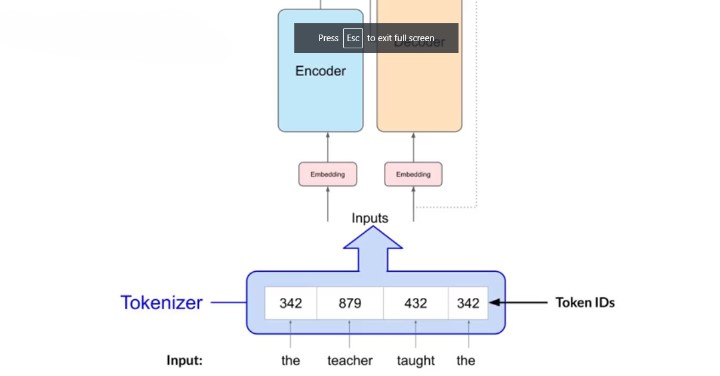 Press Esc to exit full screen
Decoder
Encoder
Embedding Embedding
Inputs
Tokenizer 342 879 432 342 Token IDs
Input: the teacher taught the